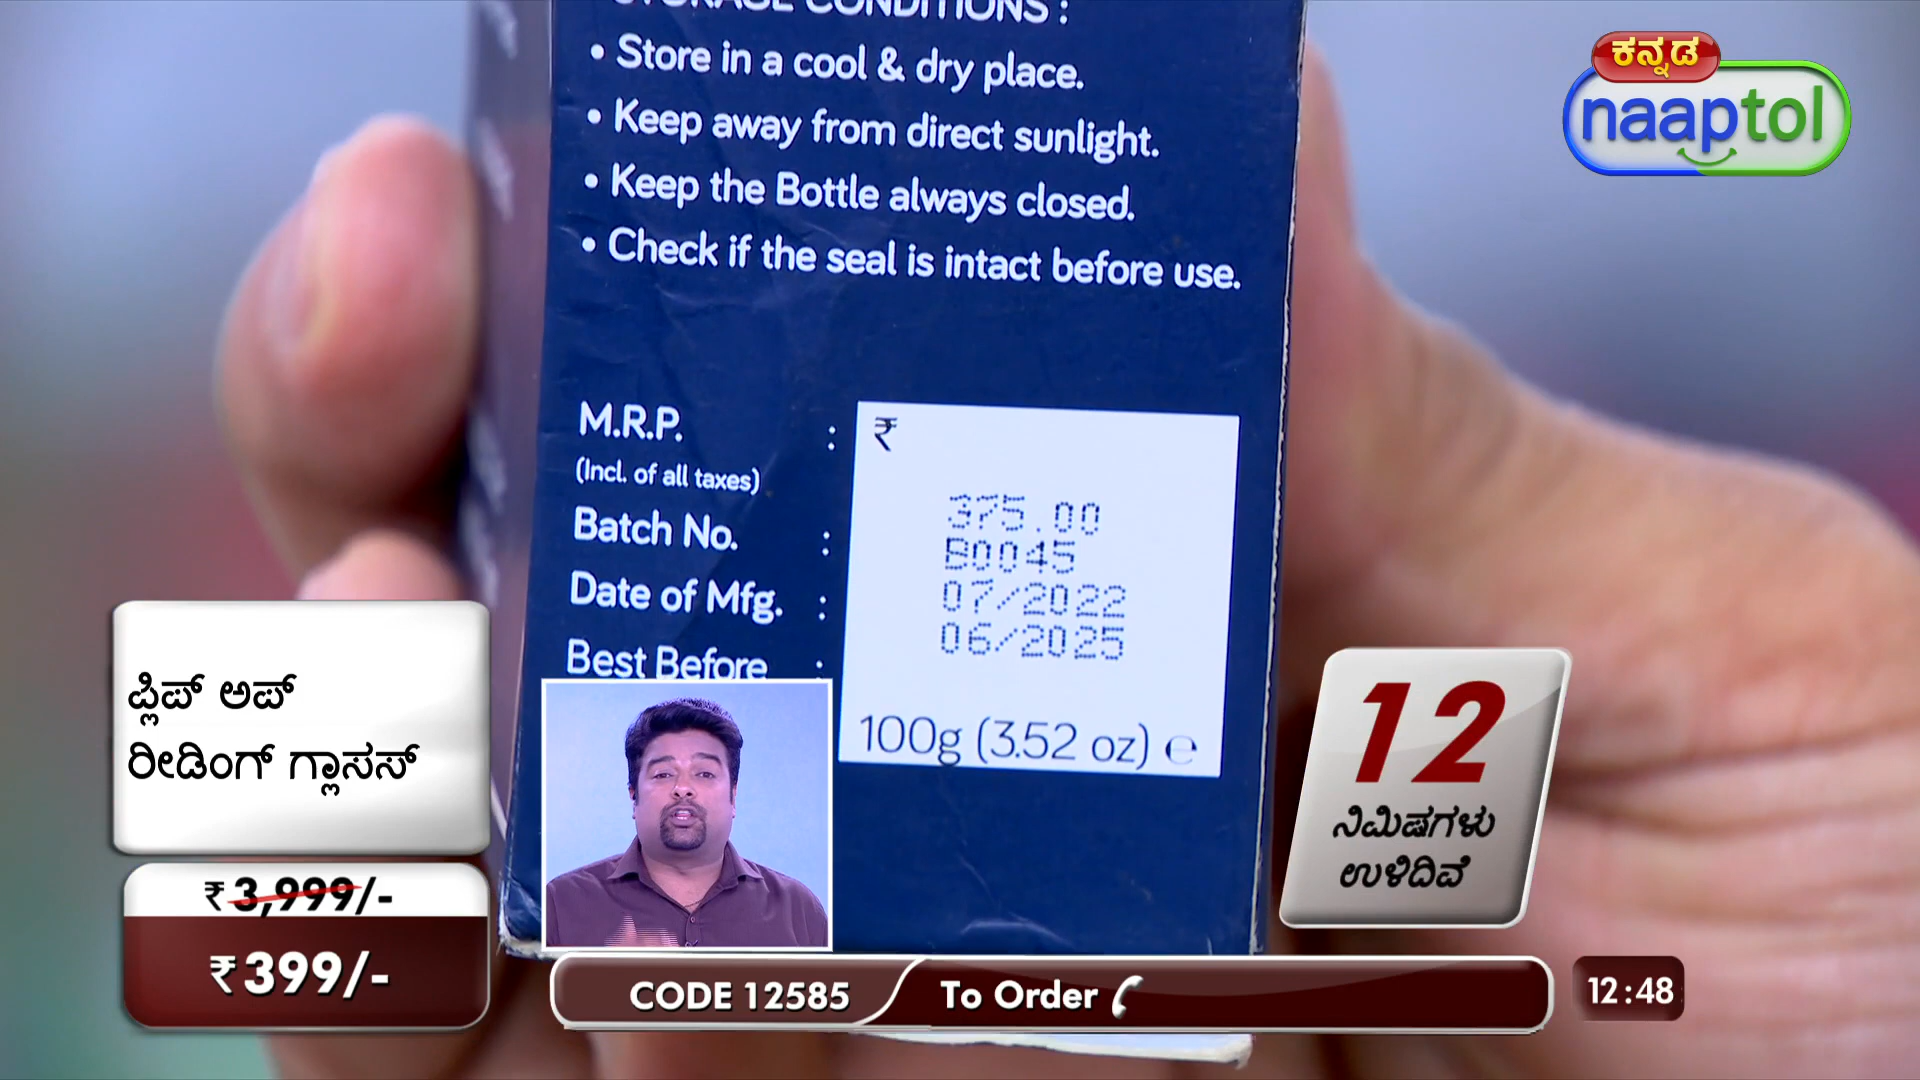 STORAGE CONDITIONS :
• Store in a cool & dry place.
• Keep away from direct sunlight.
• Keep the Bottle always closed.
• Check if the seal is intact before use.
ಕನ್ನಡ
naaptol
M.R.P. : ₹
(Incl. of all taxes)
375.00
Batch No. : B0045
Date of Mfg. : 07/2022
Best Before : 06/2025
100g (3.52 oz) ℮
ಫ್ಲಿಪ್ ಅಪ್
ರೀಡಿಂಗ್ ಗ್ಲಾಸಸ್
₹ 3,999/-
₹ 399/-
12
ನಿಮಿಷಗಳು
ಉಳಿದಿವೆ
CODE 12585
To Order
12:48